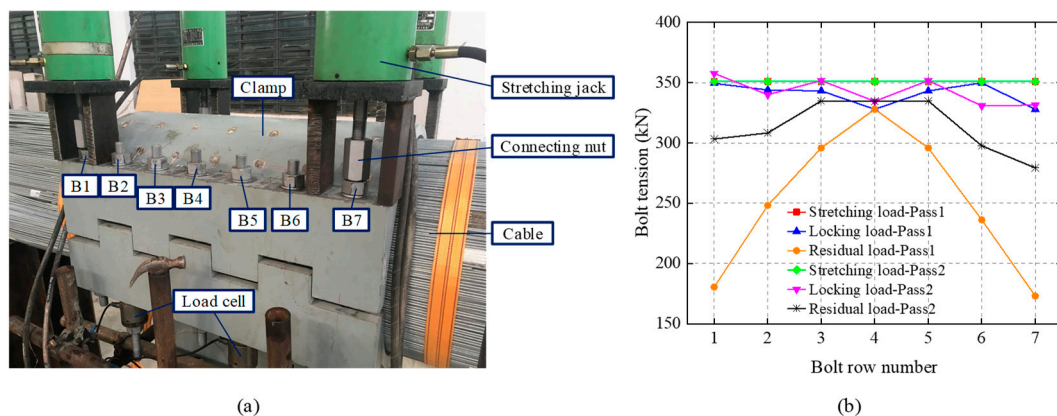 Clamp
Stretching jack
Connecting nut
B1
B2
B3
B4
B5
B6
B7
Cable
Load cell
(a)
Bolt tension (kN)
400
350
300
250
200
150
Stretching load-Pass1
Locking load-Pass1
Residual load-Pass1
Stretching load-Pass2
Locking load-Pass2
Residual load-Pass2
1 2 3 4 5 6 7
Bolt row number
(b)